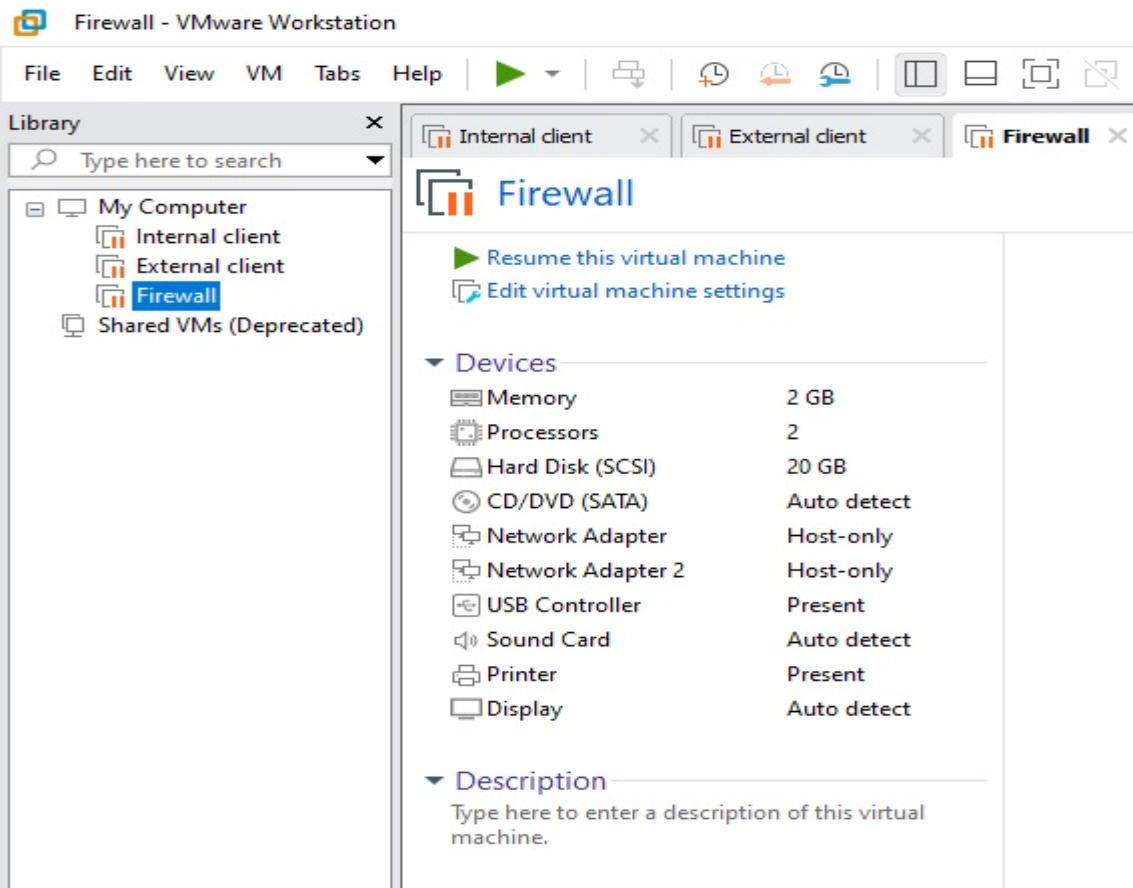 Firewall - VMware Workstation
File Edit View VM Tabs Help
Library
Type here to search
My Computer
Internal client
External client
Firewall
Shared VMs (Deprecated)
Internal client External client Firewall
Firewall
Resume this virtual machine
Edit virtual machine settings
Devices
Memory 2 GB
Processors 2
Hard Disk (SCSI) 20 GB
CD/DVD (SATA) Auto detect
Network Adapter Host-only
Network Adapter 2 Host-only
USB Controller Present
Sound Card Auto detect
Printer Present
Display Auto detect
Description
Type here to enter a description of this virtual
machine.